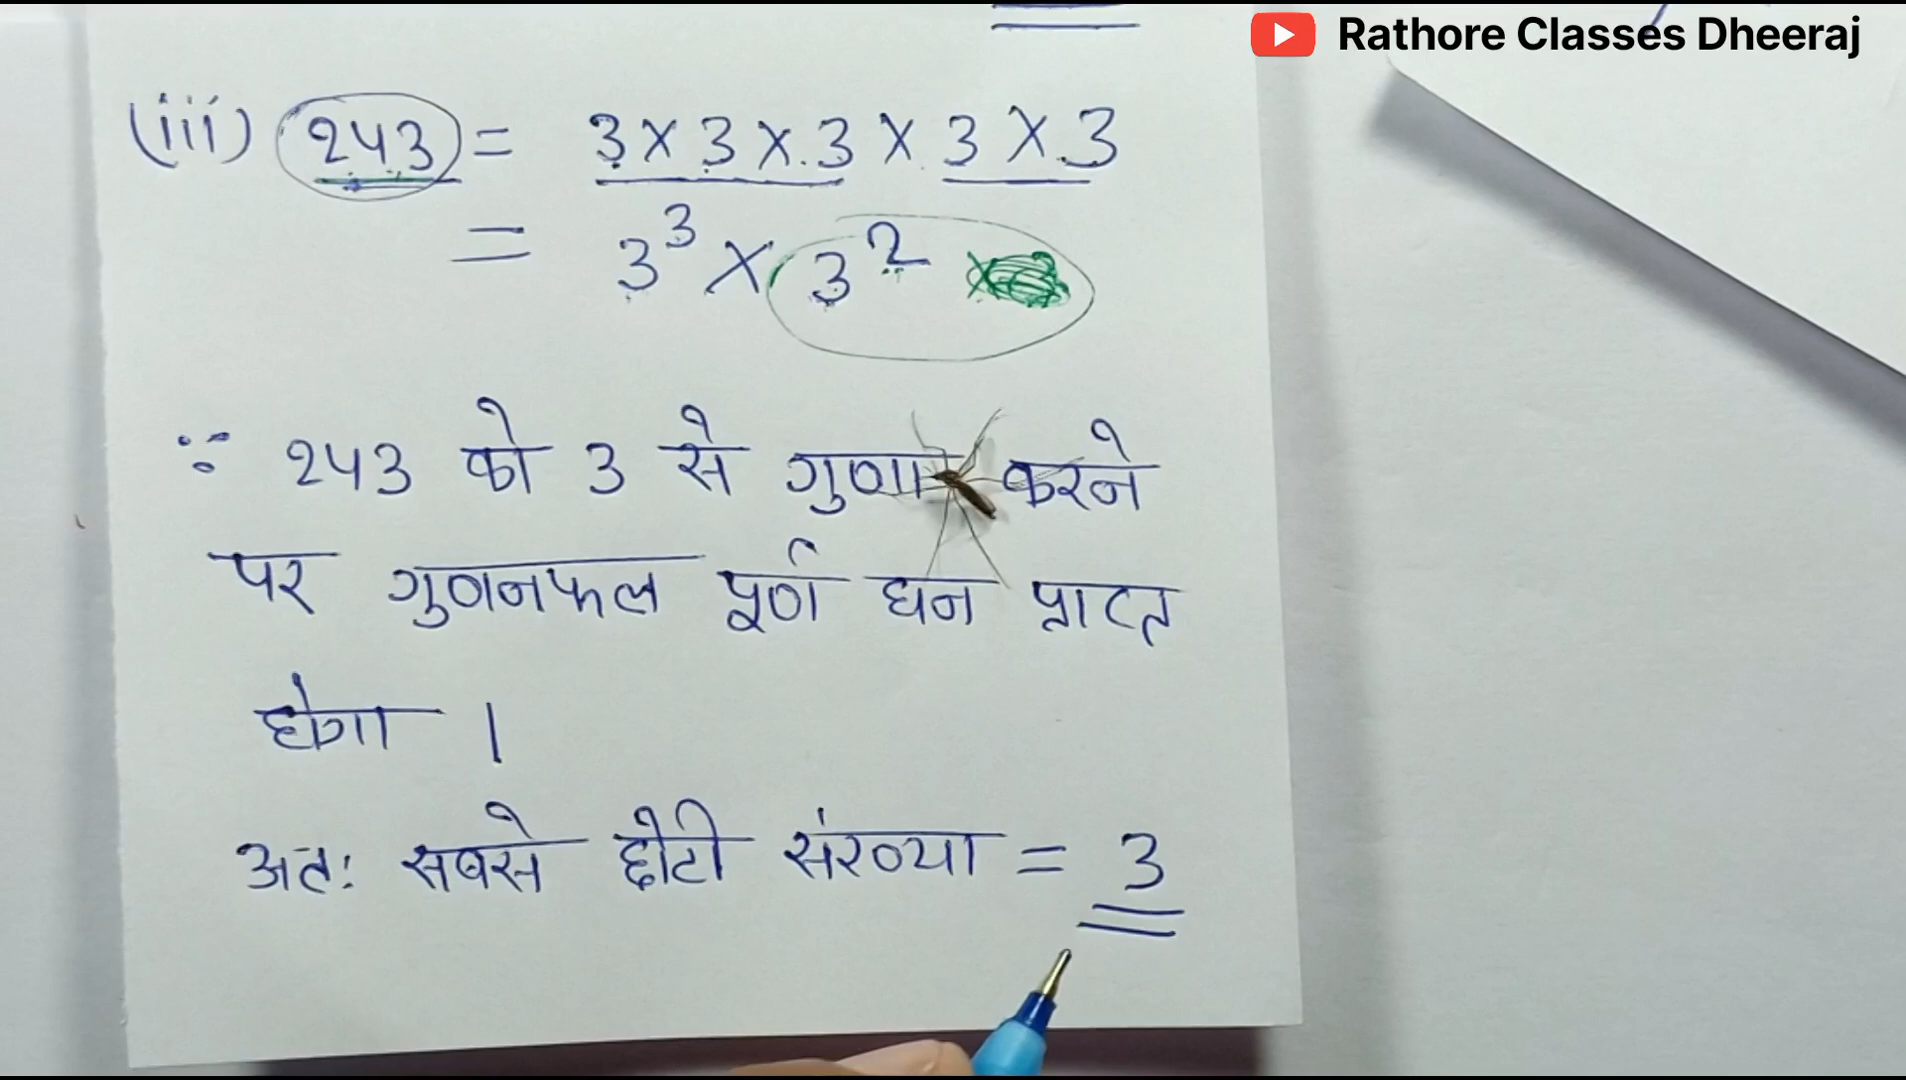 Rathore Classes Dheeraj
(iii) 243 = 3 × 3 × 3 × 3 × 3
= 3³ × 3²
∵ 243 को 3 से गुणा करने
पर गुणनफल पूर्ण घन प्राप्त
होगा ।
अतः सबसे छोटी संख्या = 3